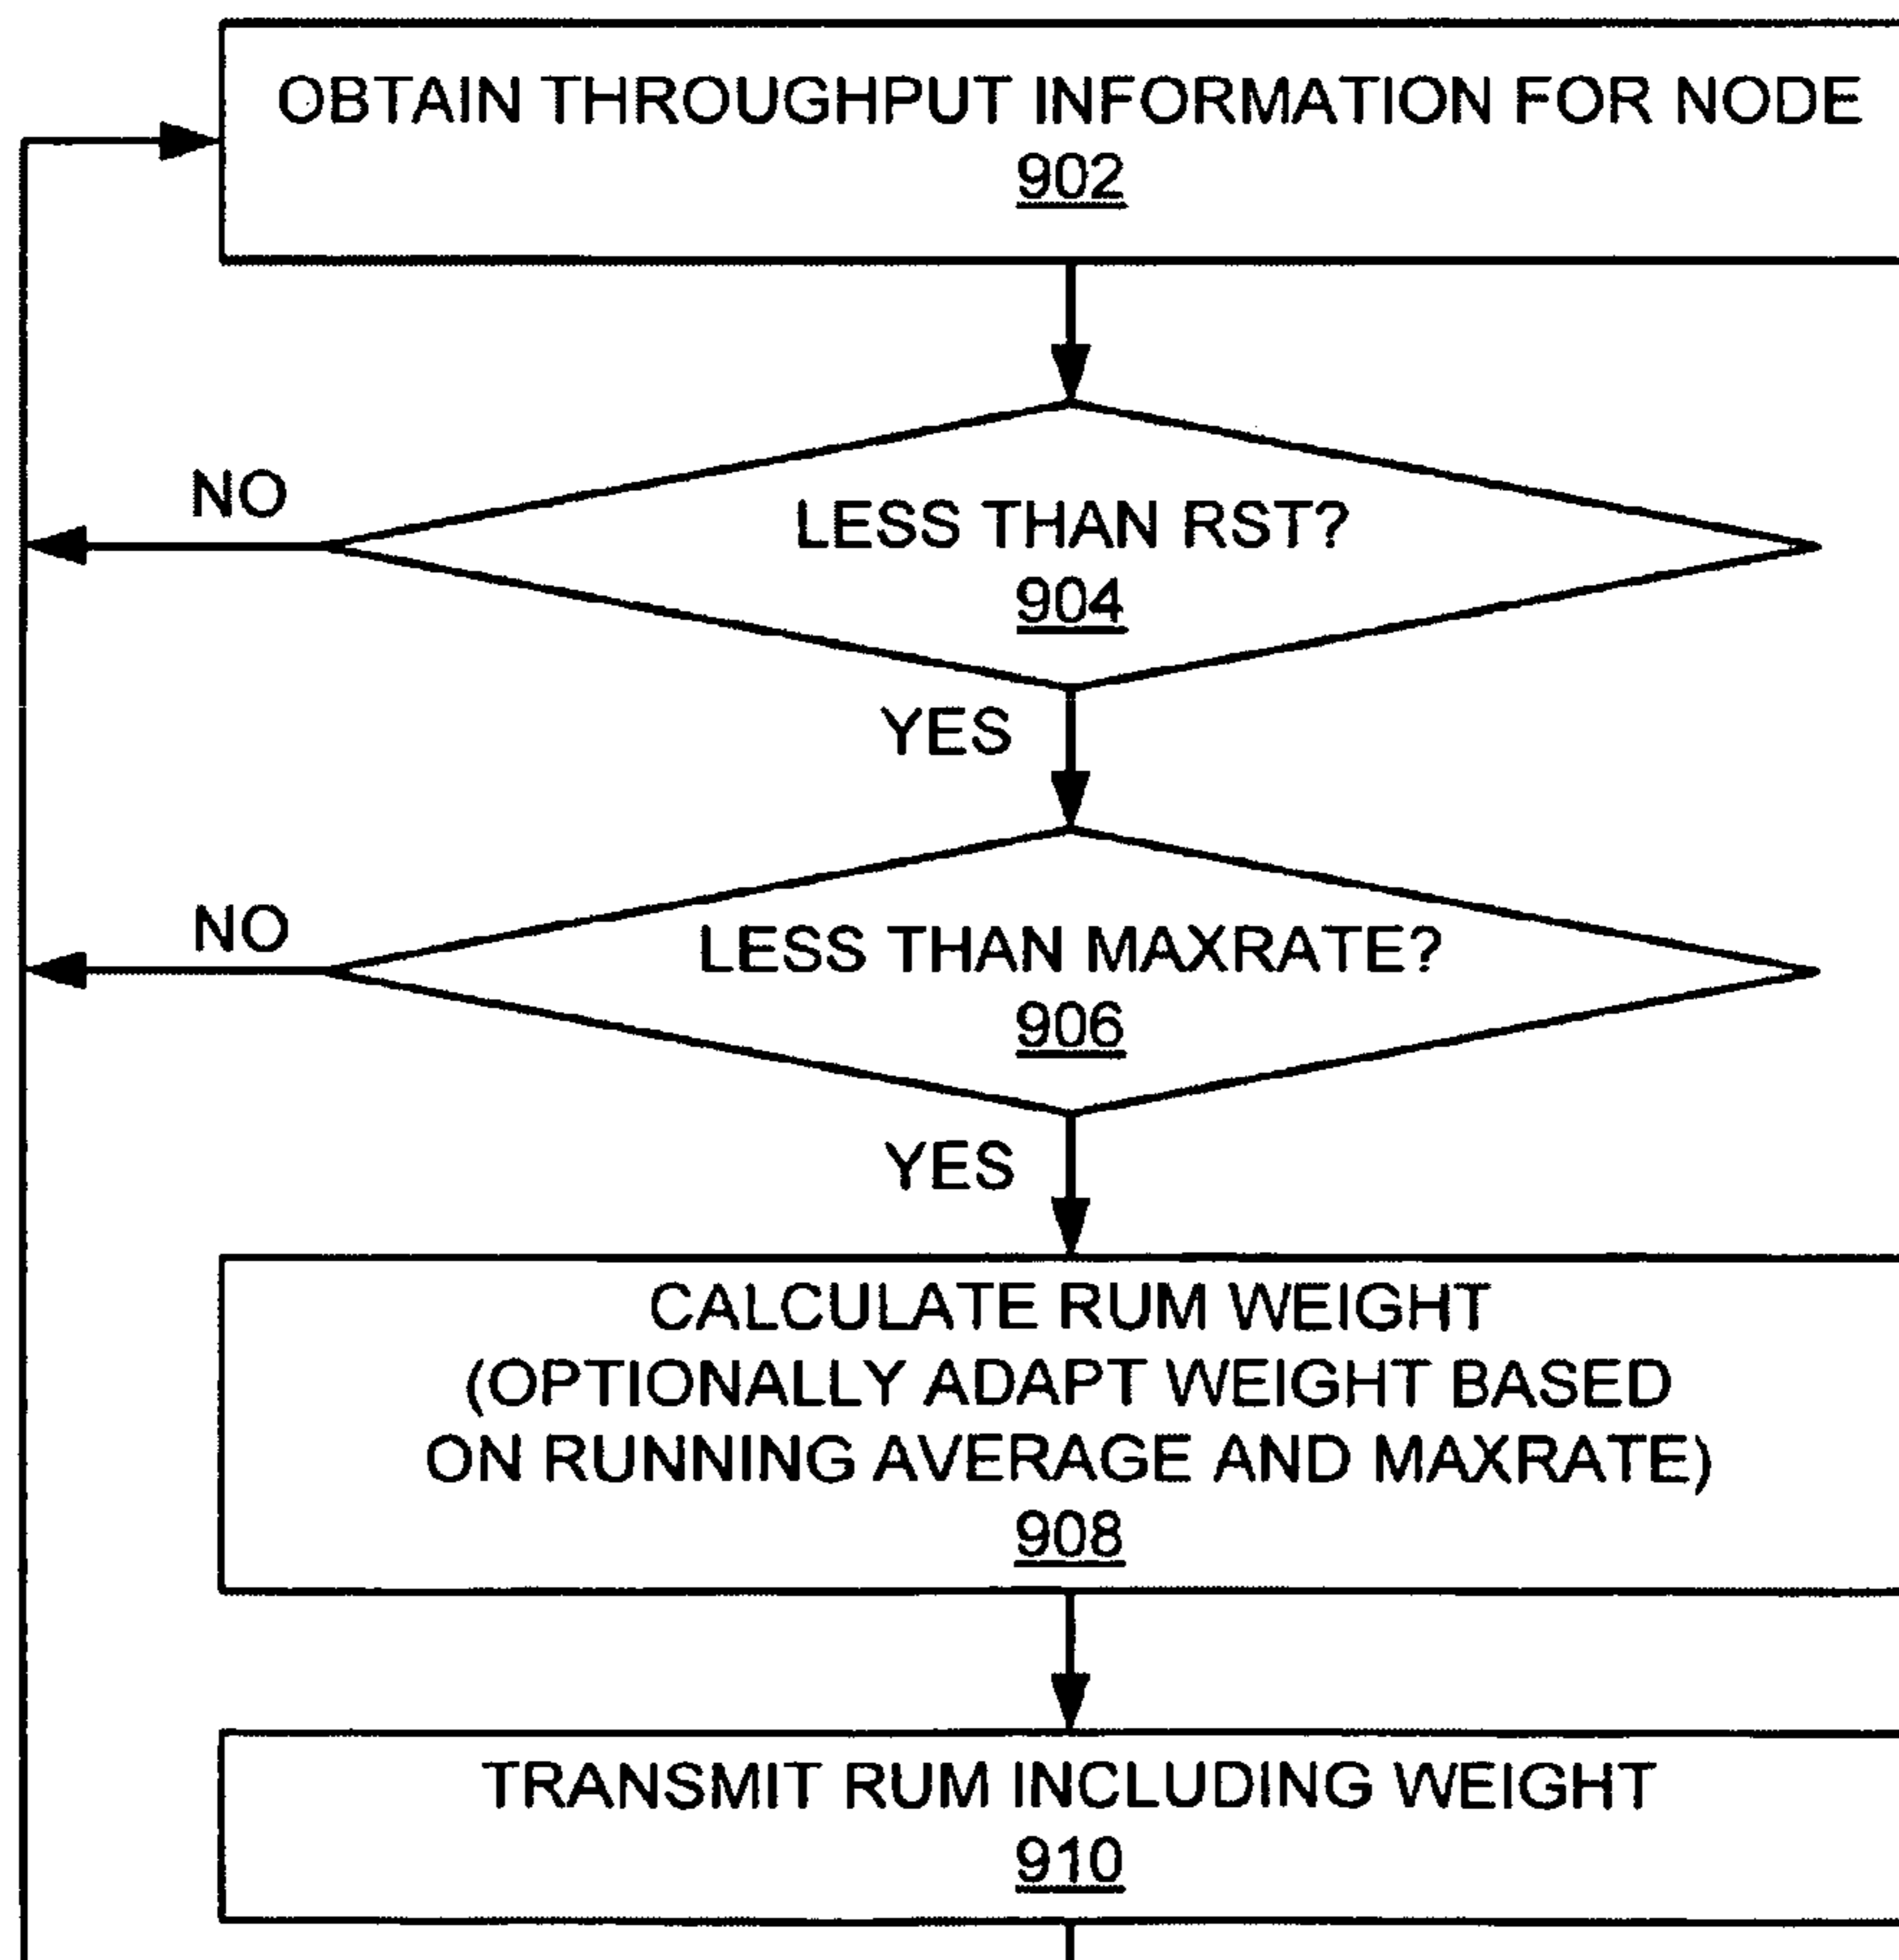 OBTAIN THROUGHPUT INFORMATION FOR NODE
902
NO
LESS THAN RST?
904
YES
NO
LESS THAN MAXRATE?
906
YES
CALCULATE RUM WEIGHT
(OPTIONALLY ADAPT WEIGHT BASED
ON RUNNING AVERAGE AND MAXRATE)
908
TRANSMIT RUM INCLUDING WEIGHT
910